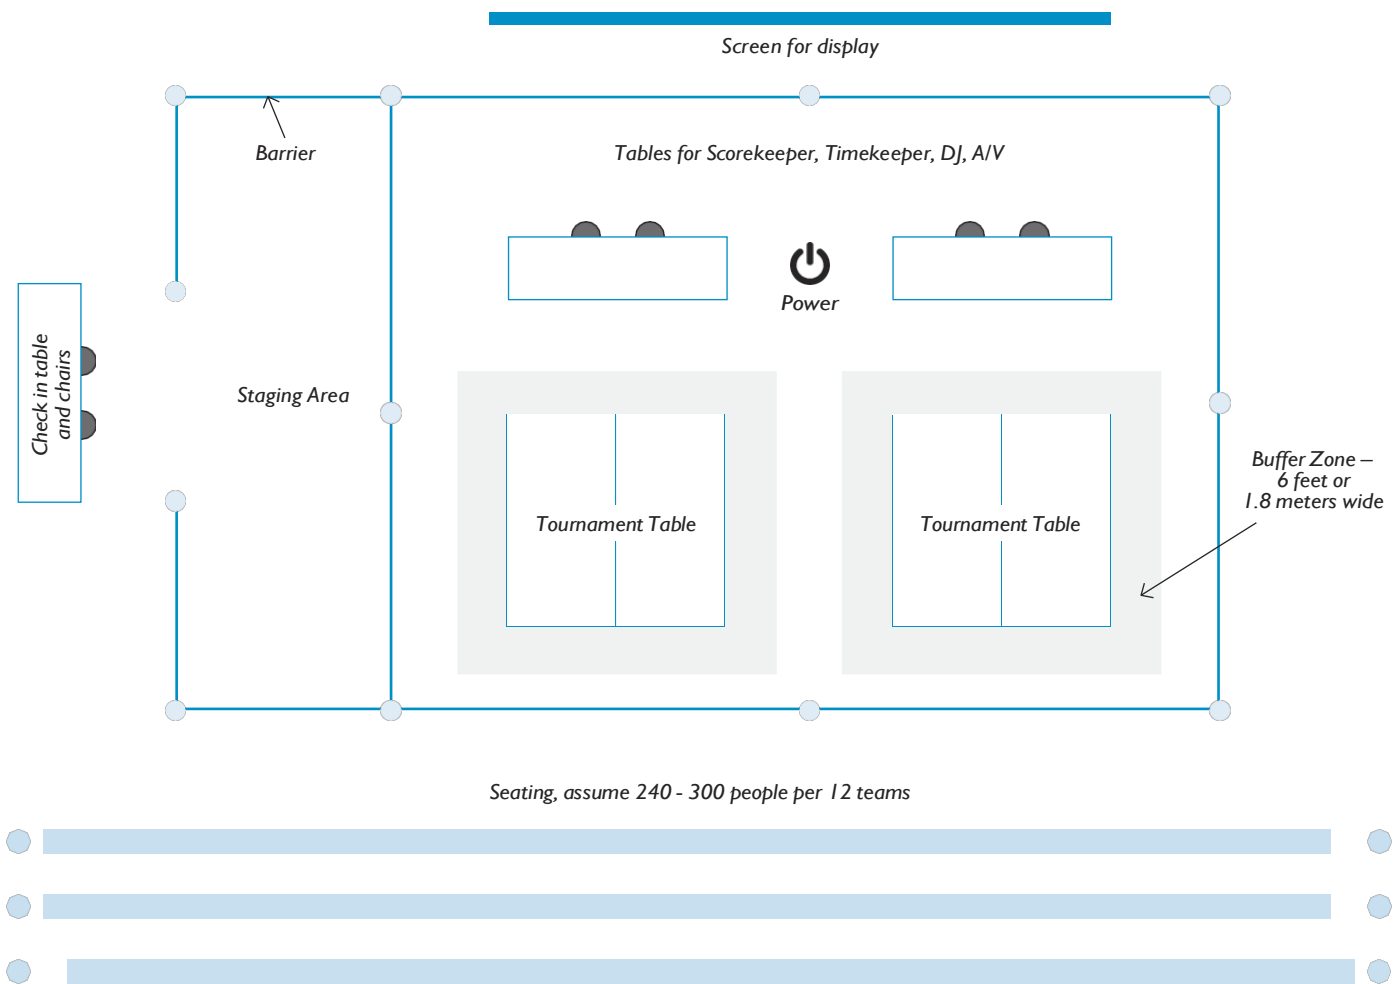 Screen for display
Barrier
Tables for Scorekeeper, Timekeeper, DJ, A/V
Power
Check in table
and chairs
Staging Area
Buffer Zone –
6 feet or
1.8 meters wide
Tournament Table
Tournament Table
Seating, assume 240 - 300 people per 12 teams